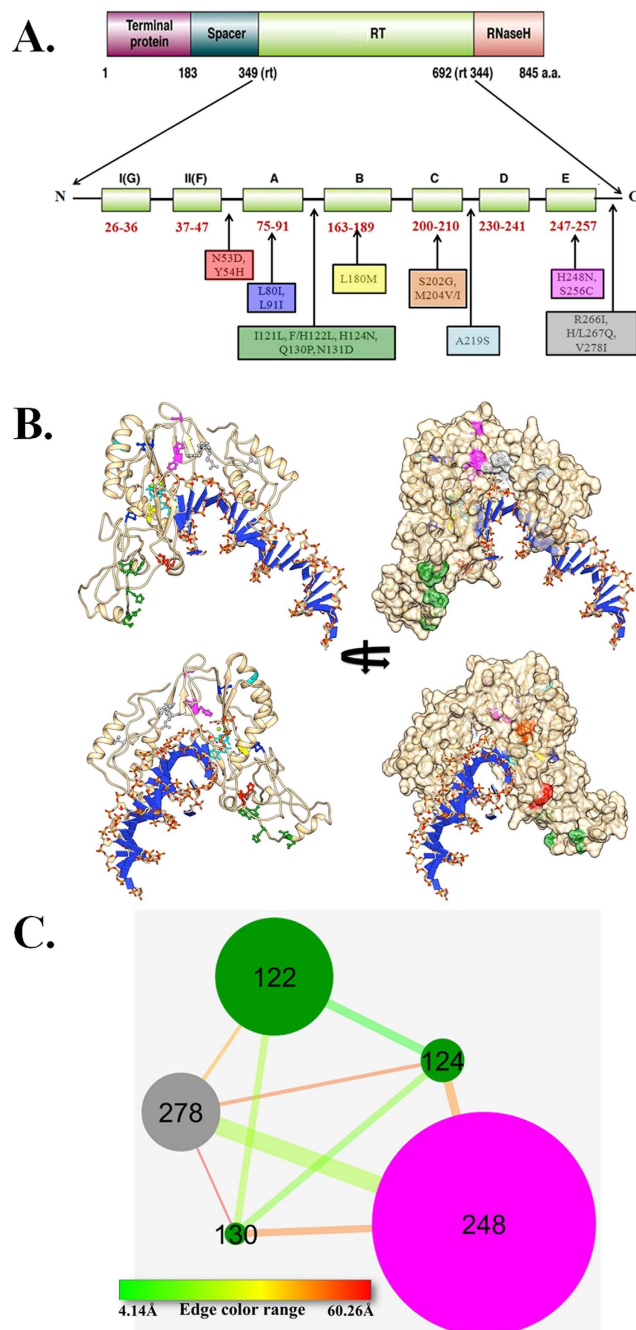 A.
Terminal protein Spacer RT RNaseH
1 183 349 (rt) 692 (rt 344) 845 a.a.
I(G) II(F) A B C D E
N C
26-36 37-47 75-91 163-189 200-210 230-241 247-257
N53D,
Y54H
L80I,
L91I
L180M
S202G,
M204V/I
H248N,
S256C
I121L, F/H122L, H124N,
Q130P, N131D
A219S
R266I,
H/L267Q,
V278I
B.
C.
122
124
278
248
130
4.14Å Edge color range 60.26Å